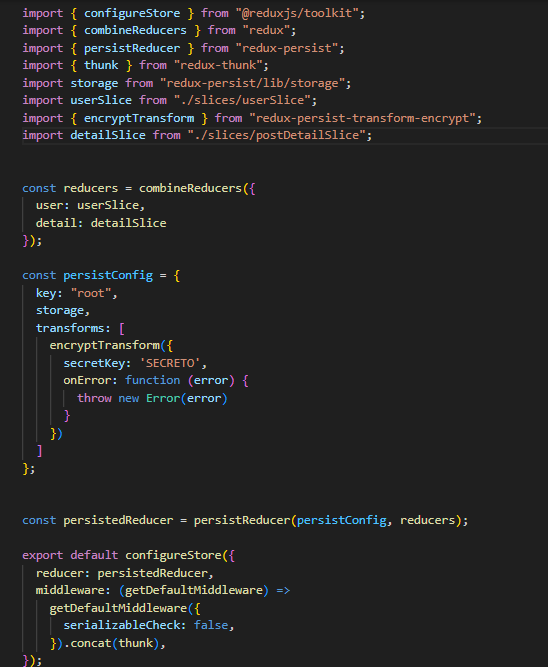 import { configureStore } from "@reduxjs/toolkit";
import { combineReducers } from "redux";
import { persistReducer } from "redux-persist";
import { thunk } from "redux-thunk";
import storage from "redux-persist/lib/storage";
import userSlice from "./slices/userSlice";
import { encryptTransform } from "redux-persist-transform-encrypt";
import detailSlice from "./slices/postDetailSlice";
const reducers = combineReducers({
  user: userSlice,
  detail: detailSlice
});
const persistConfig = {
  key: "root",
  storage,
  transforms: [
    encryptTransform({
      secretKey: 'SECRETO',
      onError: function (error) {
        throw new Error(error)
      }
    })
  ]
};
const persistedReducer = persistReducer(persistConfig, reducers);
export default configureStore({
  reducer: persistedReducer,
  middleware: (getDefaultMiddleware) =>
    getDefaultMiddleware({
      serializableCheck: false,
    }).concat(thunk),
});